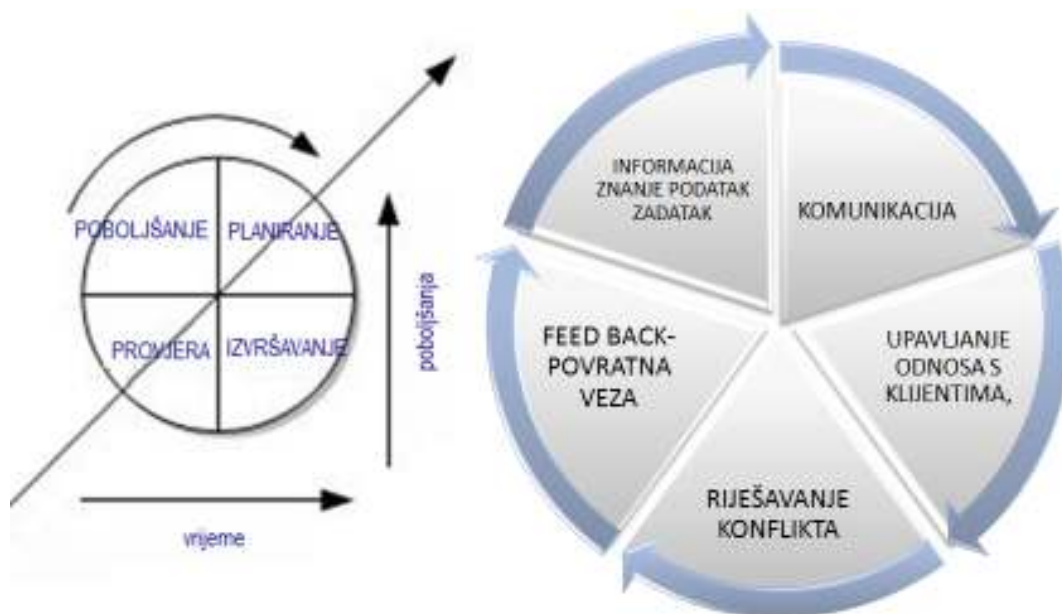 POBOLJŠANJE
PLANIRANJE
PROVJERA
IZVRŠAVANJE
poboljšanja
vrijeme
INFORMACIJA
ZNANJE PODATAK
ZADATAK
KOMUNIKACIJA
UPAVLJANJE
ODNOSA S
KLIJENTIMA,
RIJEŠAVANJE
KONFLIKTA
FEED BACK-
POVRATNA
VEZA